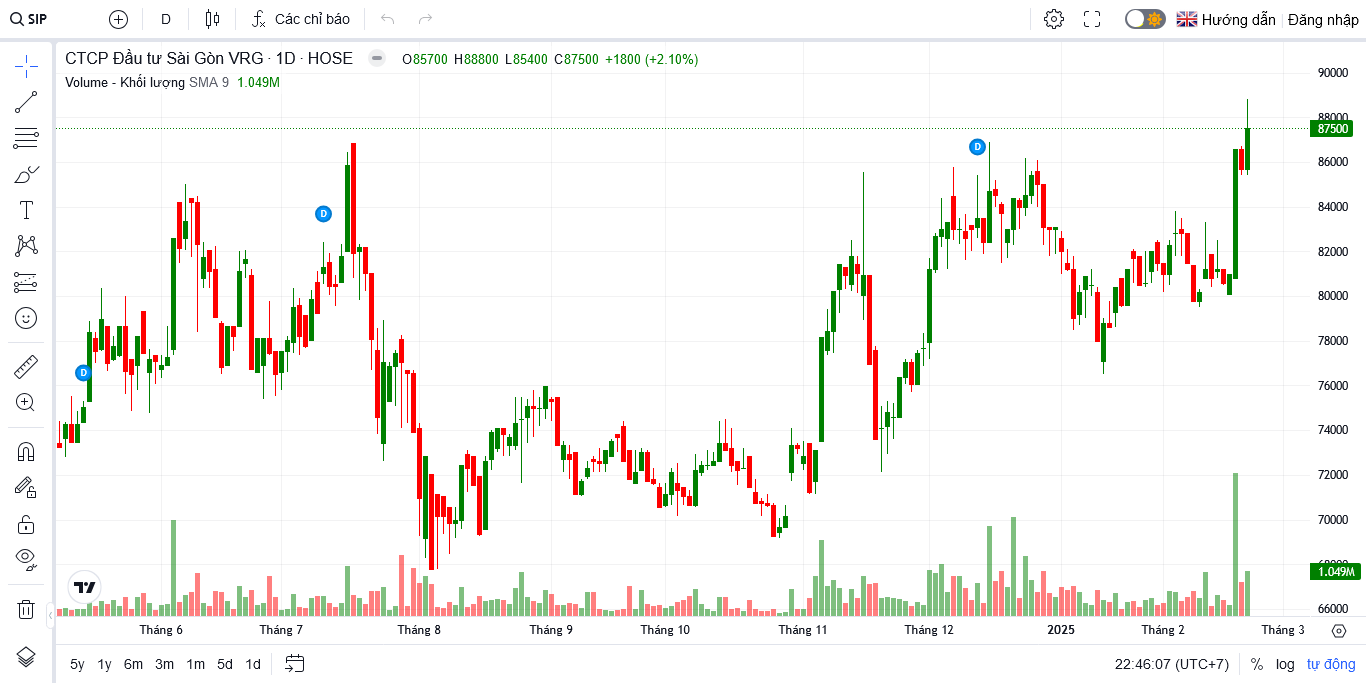 SIP D Các chỉ báo Hướng dẫn Đăng nhập
CTCP Đầu tư Sài Gòn VRG · 1D · HOSE O85700 H88800 L85400 C87500 +1800 (+2.10%)
Volume - Khối lượng SMA 9 1.049M
90000
88000
87500
86000
84000
82000
80000
78000
76000
74000
72000
70000
68000
1.049M
66000
D
D
D
Tháng 6 Tháng 7 Tháng 8 Tháng 9 Tháng 10 Tháng 11 Tháng 12 2025 Tháng 2 Tháng 3
5y 1y 6m 3m 1m 5d 1d 22:46:07 (UTC+7) % log tự động